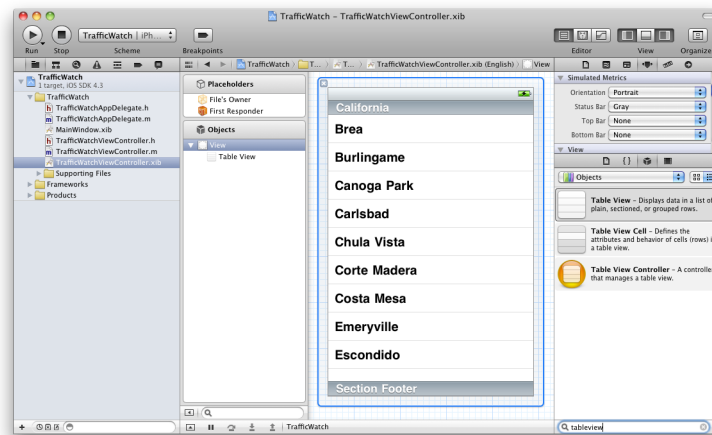 TrafficWatch – TrafficWatchViewController.xib
TrafficWatch | iPh...
Run
Stop
Scheme
Breakpoints
Editor
View
Organize
TrafficWatch
T...
T...
TrafficWatchViewController.xib (English)
View
TrafficWatch
1 target, iOS SDK 4.3
TrafficWatch
TrafficWatchAppDelegate.h
TrafficWatchAppDelegate.m
MainWindow.xib
TrafficWatchViewController.h
TrafficWatchViewController.m
TrafficWatchViewController.xib
Supporting Files
Frameworks
Products
Placeholders
File's Owner
First Responder
Objects
View
Table View
California
Brea
Burlingame
Canoga Park
Carlsbad
Chula Vista
Corte Madera
Costa Mesa
Emeryville
Escondido
Section Footer
TrafficWatch
Simulated Metrics
Orientation Portrait
Status Bar Gray
Top Bar None
Bottom Bar None
View
Objects
Table View – Displays data in a list of
plain, sectioned, or grouped rows.
Table View Cell – Defines the
attributes and behavior of cells (rows) i
a table view.
Table View Controller – A controlle
that manages a table view.
tableview